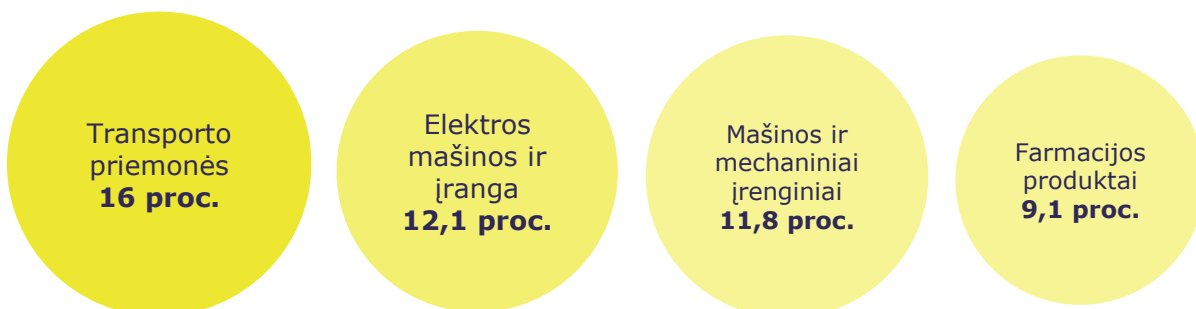 Transporto
priemonės
16 proc.
Elektros
mašinos ir
įranga
12,1 proc.
Mašinos ir
mechaniniai
įrenginiai
11,8 proc.
Farmacijos
produktai
9,1 proc.